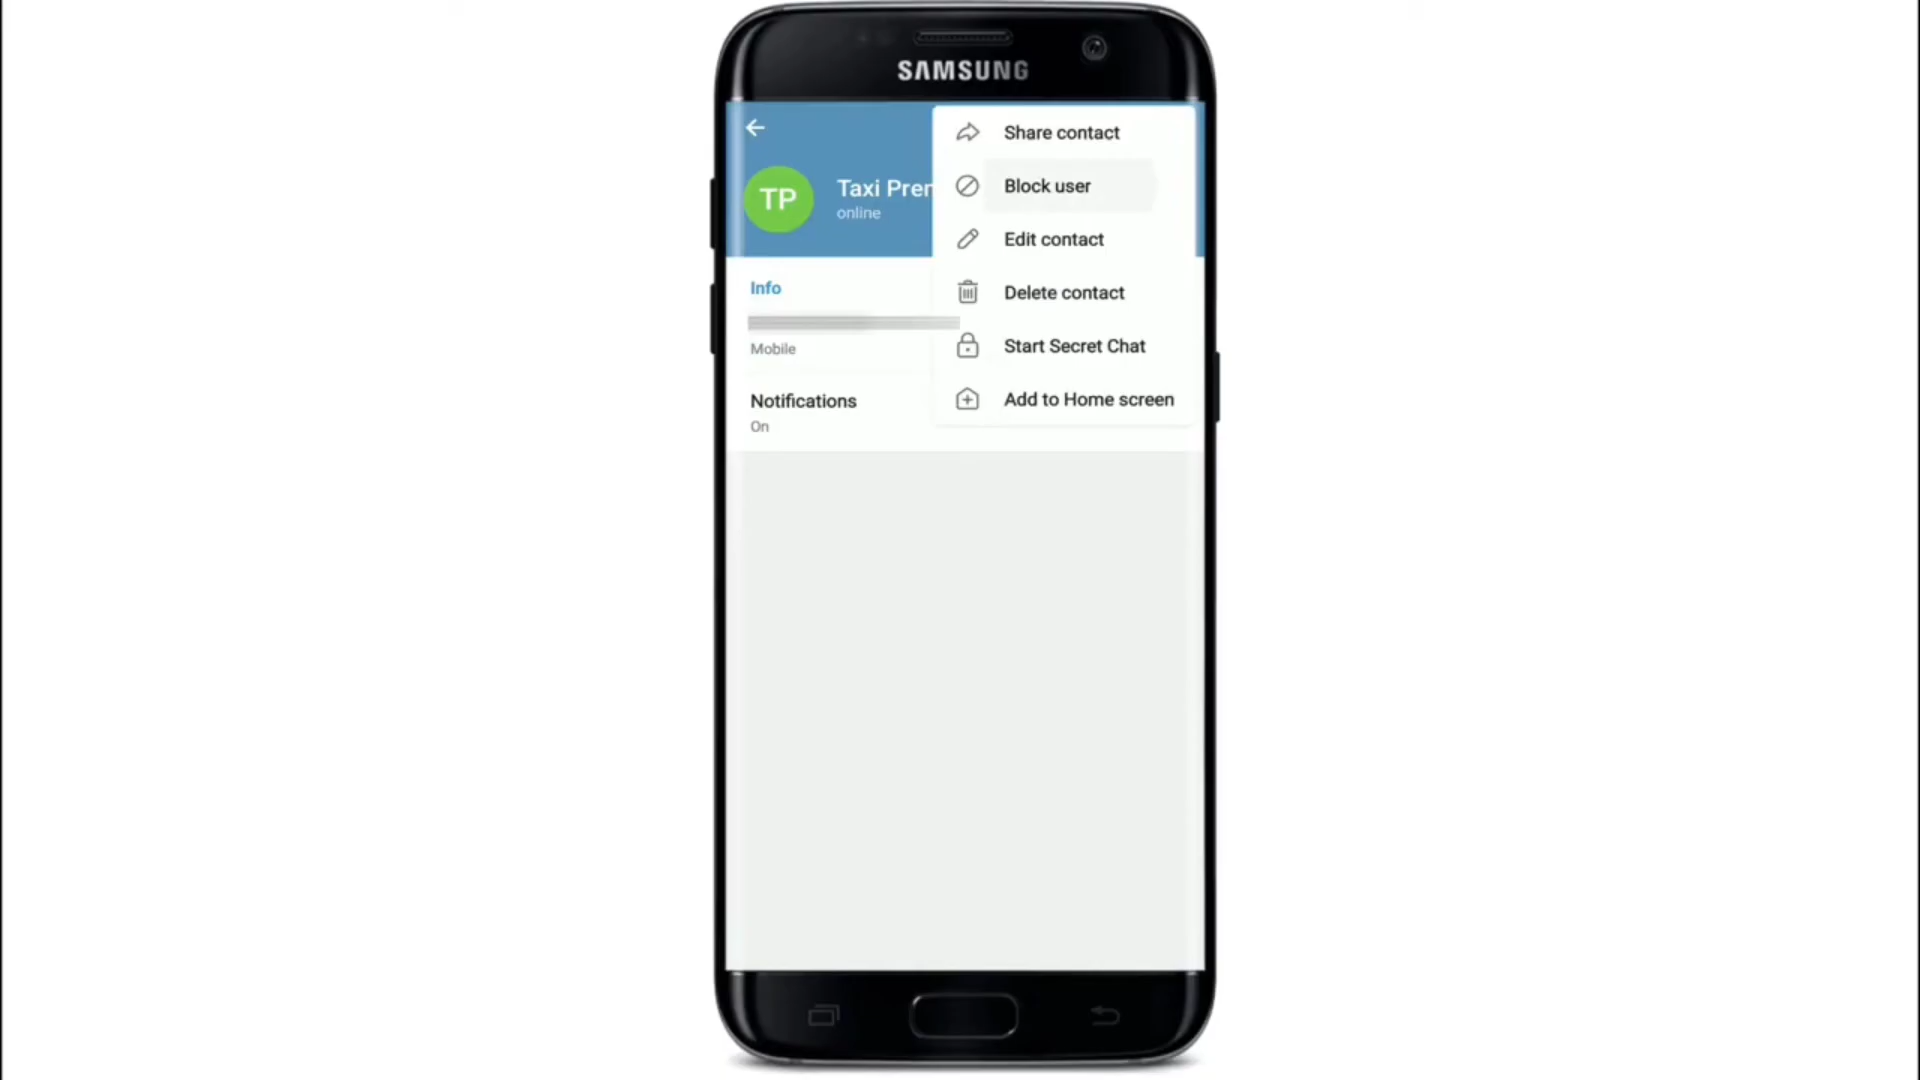 SAMSUNG
TP
Taxi Prer
online
Info
Mobile
Notifications
On
Share contact
Block user
Edit contact
Delete contact
Start Secret Chat
Add to Home screen